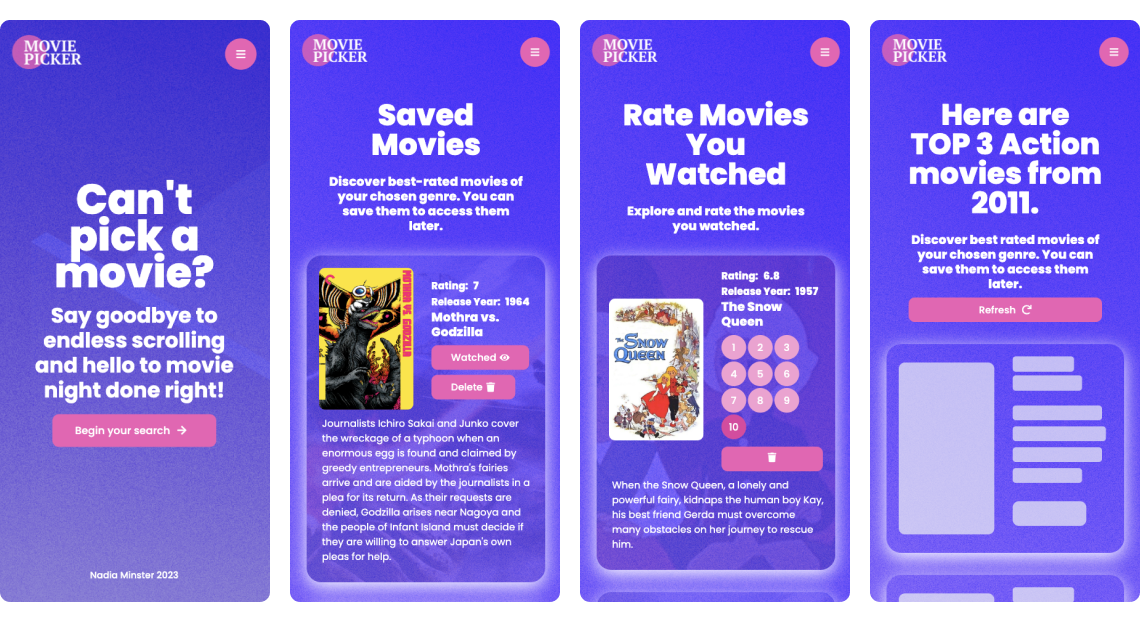 MOVIE
PICKER
Can't
pick a
movie?
Say goodbye to
endless scrolling
and hello to movie
night done right!
Begin your search
Nadia Minster 2023
MOVIE
PICKER
Saved
Movies
Discover best-rated movies of
your chosen genre. You can
save them to access them
later.
MOTHRA VS. GODZILLA
Rating: 7
Release Year: 1964
Mothra vs.
Godzilla
Watched
Delete
Journalists Ichiro Sakai and Junko cover
the wreckage of a typhoon when an
enormous egg is found and claimed by
greedy entrepreneurs. Mothra's fairies
arrive and are aided by the journalists in a
plea for its return. As their requests are
denied, Godzilla arises near Nagoya and
the people of Infant Island must decide if
they are willing to answer Japan's own
pleas for help.
MOVIE
PICKER
Rate Movies
You
Watched
Explore and rate the movies
you watched.
The SNOW
QUEEN
Rating: 6.8
Release Year: 1957
The Snow
Queen
1 2 3
4 5 6
7 8 9
10
When the Snow Queen, a lonely and
powerful fairy, kidnaps the human boy Kay,
his best friend Gerda must overcome
many obstacles on her journey to rescue
him.
MOVIE
PICKER
Here are
TOP 3 Action
movies from
2011.
Discover best rated movies of
your chosen genre. You can
save them to access them
later.
Refresh